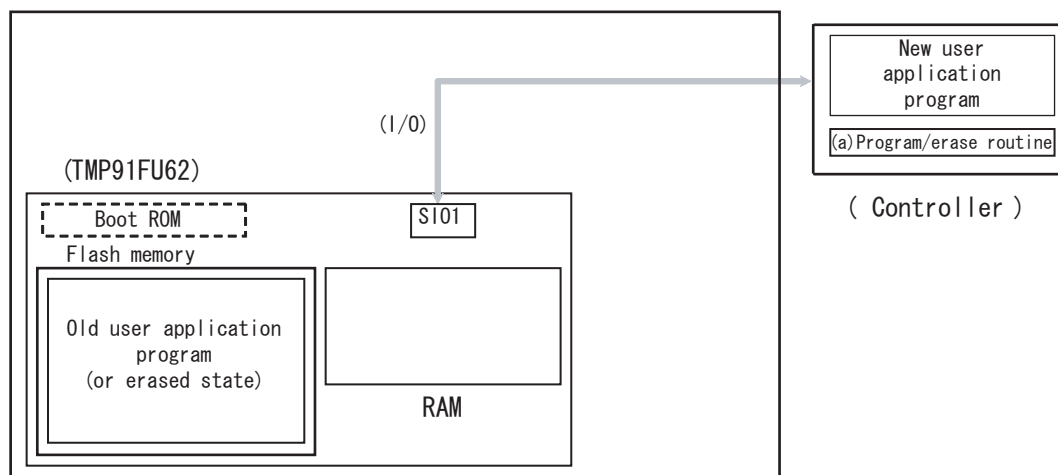 New user
application
program
(a)Program/erase routine
( Controller )
(I/O)
(TMP91FU62)
Boot ROM
SIO1
Flash memory
Old user application
program
(or erased state)
RAM